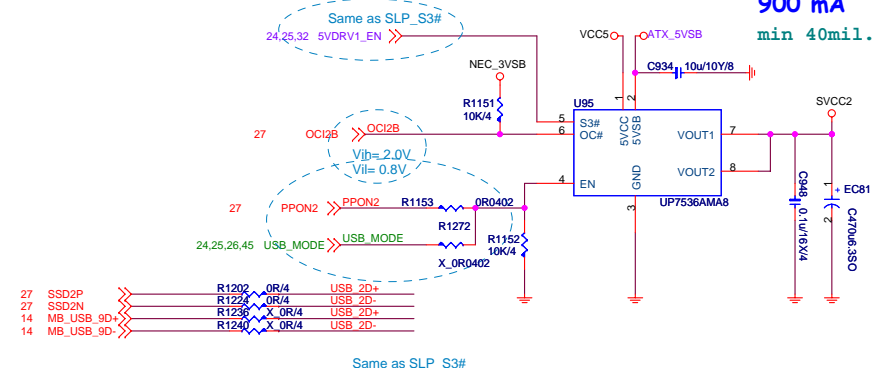 900 mA
min 40mil.
Same as SLP_S3#
24,25,32 5VDRV1_EN
VCC5
ATX_5VSB
C934 10u/10Y/8
NEC_3VSB
R1151
10K/4
U95
SVCC2
1
2
5VCC
5VSB
5 S3#
6 OC#
VOUT1 7
VOUT2 8
27 OCI2B OCI2B
Vih= 2.0V
Vil= 0.8V
4 EN
GND
3
UP7536AMA8
C948
0.1u/16X/4
1
+ EC81
2
C470u6.3SO
27 PPON2 PPON2 R1153 0R0402
R1272
24,25,26,45 USB_MODE USB_MODE
X_0R0402
R1152
10K/4
27 SSD2P R1202 0R/4 USB_2D+
27 SSD2N R1224 0R/4 USB_2D-
14 MB_USB_9D+ R1236 X_0R/4 USB_2D+
14 MB_USB_9D- R1240 X_0R/4 USB_2D-
Same as SLP_S3#